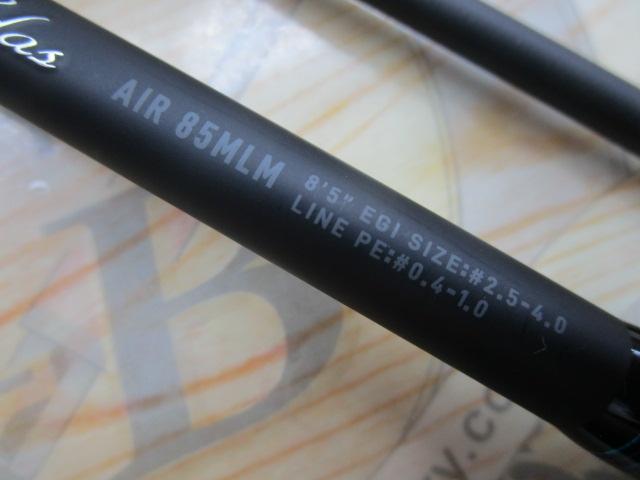 AIR 85MLM
8'5" EGI SIZE:#2.5-4.0
LINE PE:#0.4-1.0